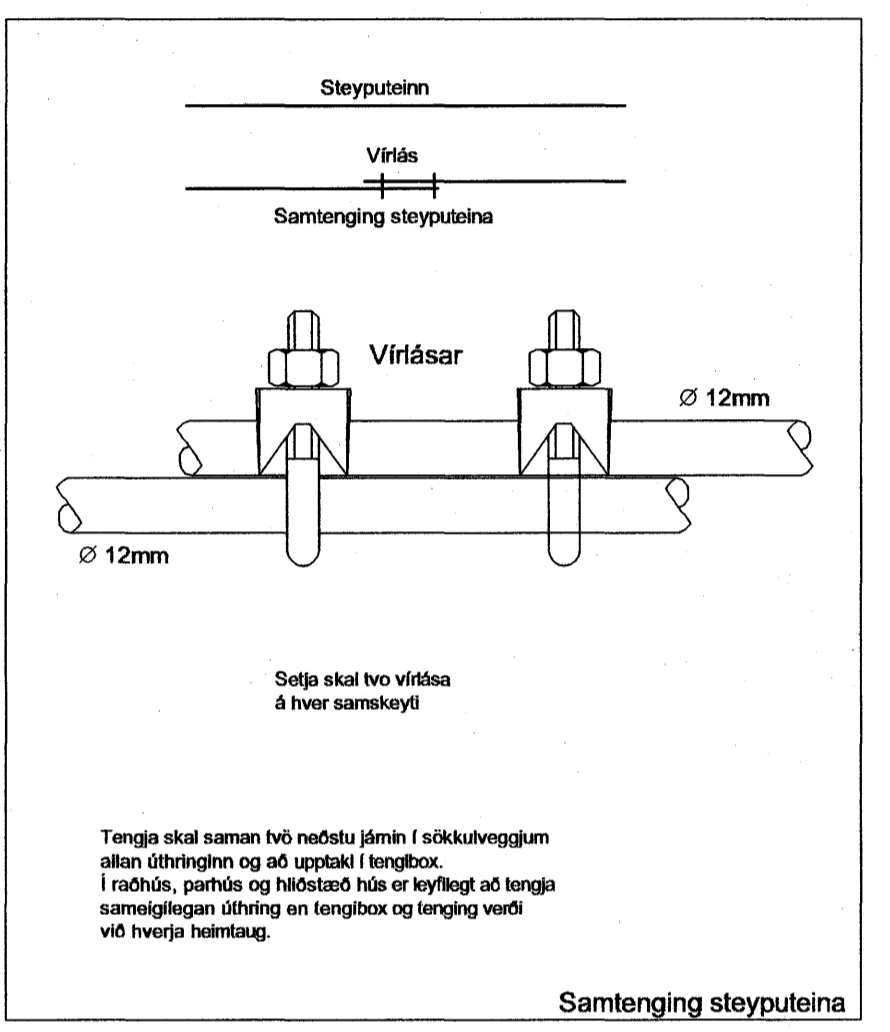 Steyputeinn
Vírlás
Samtenging steyputeina
Vírlásar
Ø 12mm
Ø 12mm
Setja skal tvo vírlása
á hver samskeyti
Tengja skal saman tvö neðstu járnin í sökkulveggjum
allan úthringinn og að upptaki í tengibox.
Í raðhús, parhús og hliðstæð hús er leyfilegt að tengja
sameigilegan úthring en tengibox og tenging verði
við hverja heimtaug.
Samtenging steyputeina